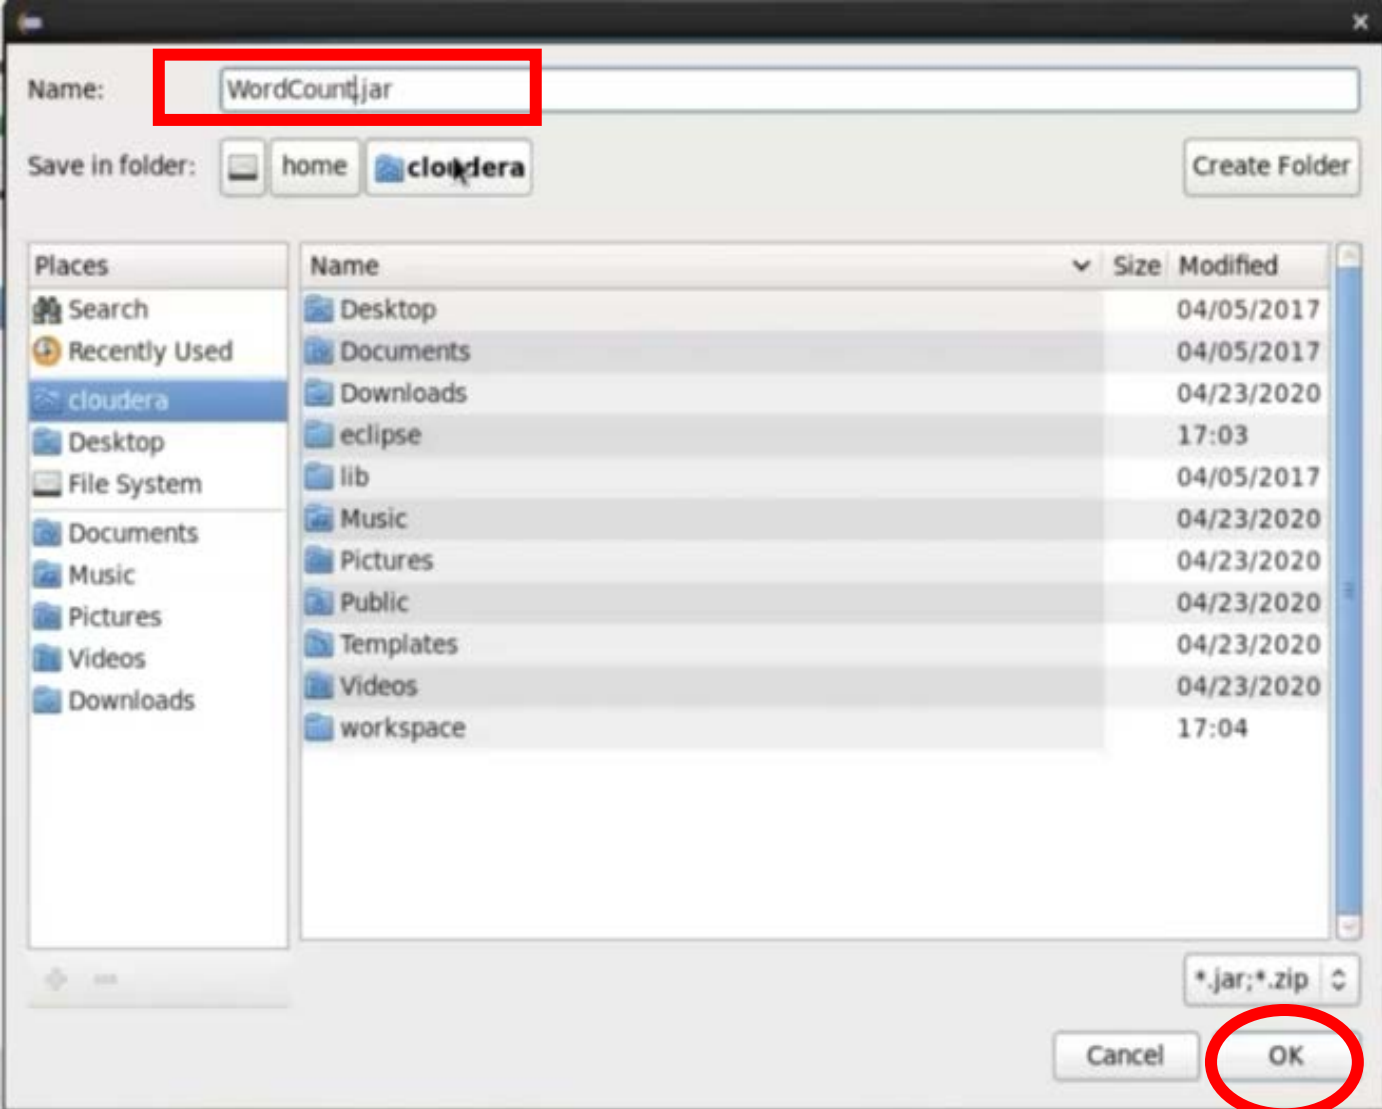 Name: WordCount.jar
Save in folder: home cloudera Create Folder
Places
Search
Recently Used
cloudera
Desktop
File System
Documents
Music
Pictures
Videos
Downloads
Name Size Modified
Desktop 04/05/2017
Documents 04/05/2017
Downloads 04/23/2020
eclipse 17:03
lib 04/05/2017
Music 04/23/2020
Pictures 04/23/2020
Public 04/23/2020
Templates 04/23/2020
Videos 04/23/2020
workspace 17:04
*.jar;*.zip
Cancel OK